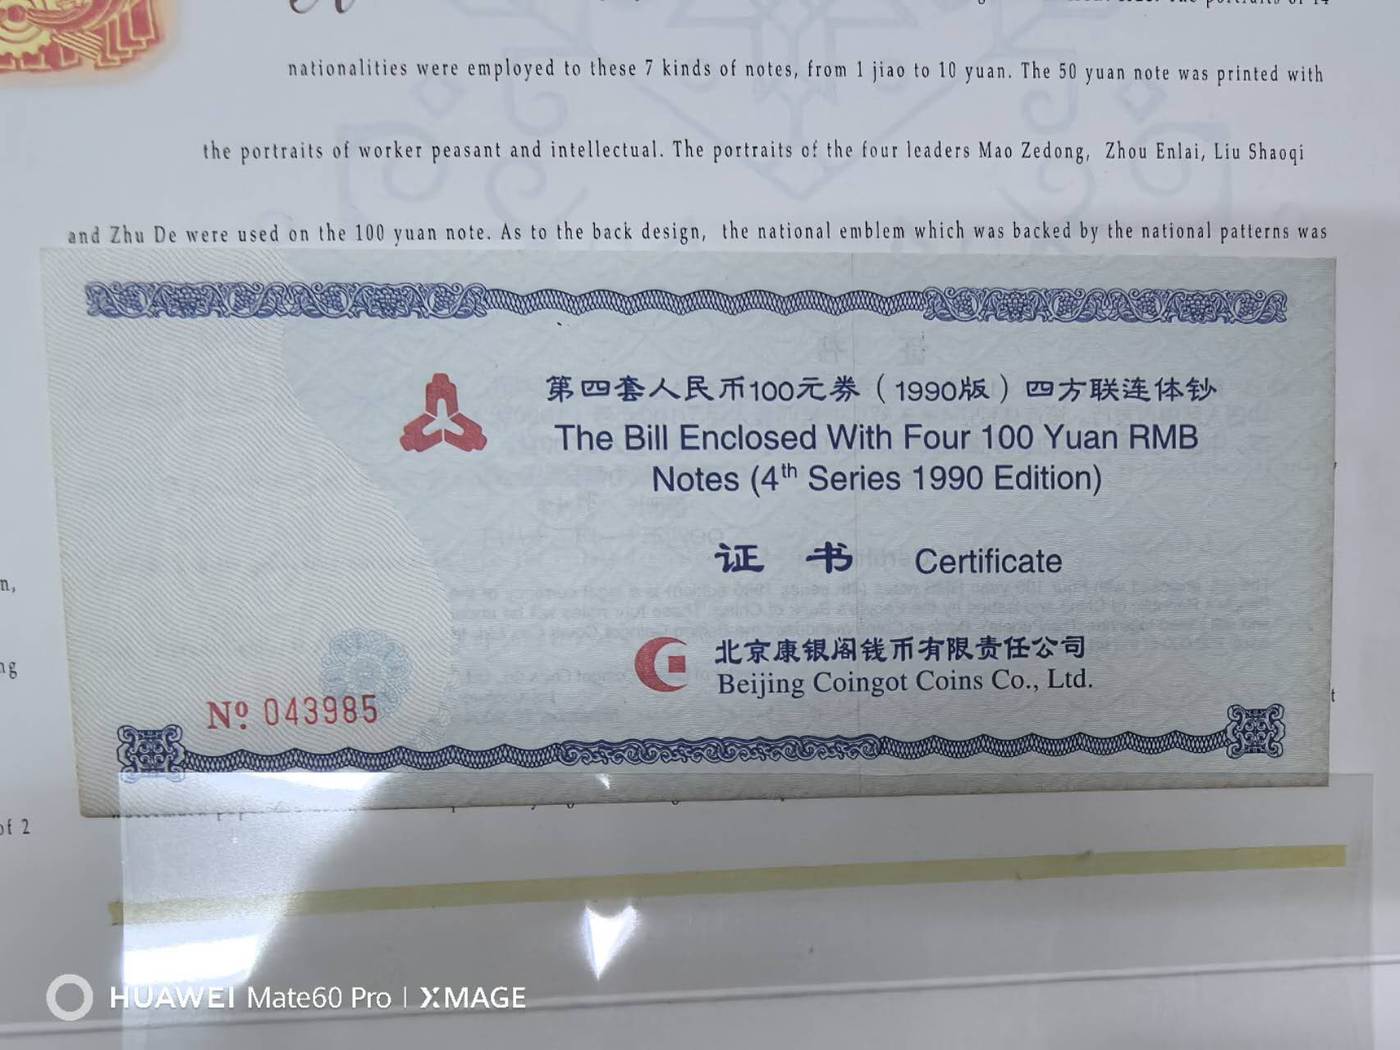 nationalities were employed to these 7 kinds of notes, from 1 jiao to 10 yuan. The 50 yuan note was printed with
the portraits of worker peasant and intellectual. The portraits of the four leaders Mao Zedong, Zhou Enlai, Liu Shaoqi
and Zhu De were used on the 100 yuan note. As to the back design, the national emblem which was backed by the national patterns was
第四套人民币100元券（1990版）四方联连体钞
The Bill Enclosed With Four 100 Yuan RMB
Notes (4th Series 1990 Edition)
证 书 Certificate
北京康银阁钱币有限责任公司
Beijing Coingot Coins Co., Ltd.
Nº 043985
of 2
HUAWEI Mate60 Pro | XMAGE